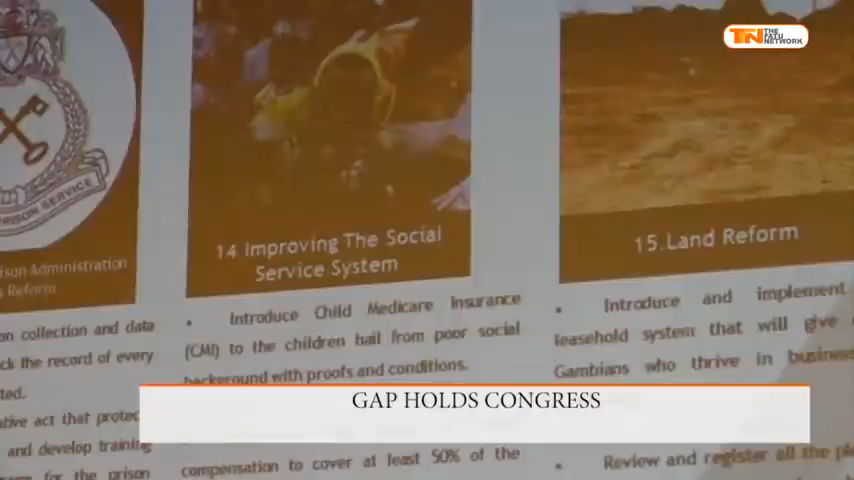 TN THE FATU NETWORK
PRISON SERVICE
ison Administration
Reform
on collection and data
ck the record of every
ted.
ative act that protec
and develop training
for the prison
14 Improving The Social
Service System
• Introduce Child Medicare Insurance
(CMI) to the children hail from poor social
background with proofs and conditions.
compensation to cover at least 50% of the
15.Land Reform
• Introduce and implement
leasehold system that will give
Gambians who thrive in business
• Review and register all the pl
GAP HOLDS CONGRESS